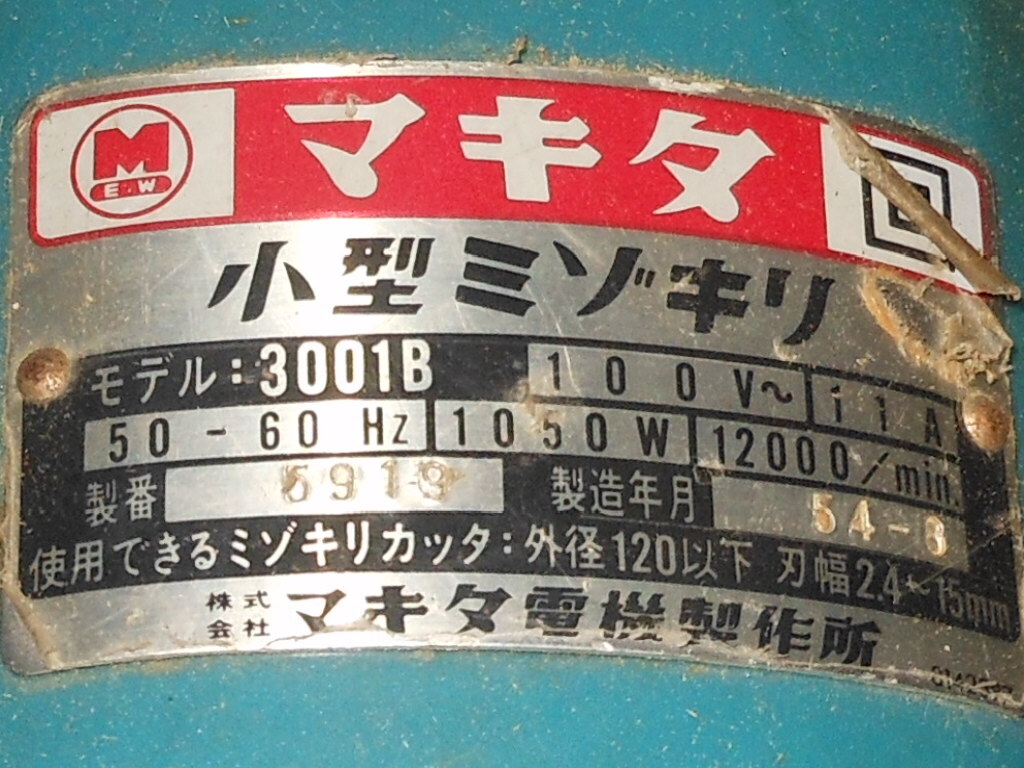 M
E W
マキタ
小型ミゾキリ
モデル:3001B 100V~ 11A
50-60Hz 1050W 12000/min.
製番 5919 製造年月 54-8
使用できるミゾキリカッタ:外径120以下 刃幅2.4~15mm
株式会社 マキタ電機製作所